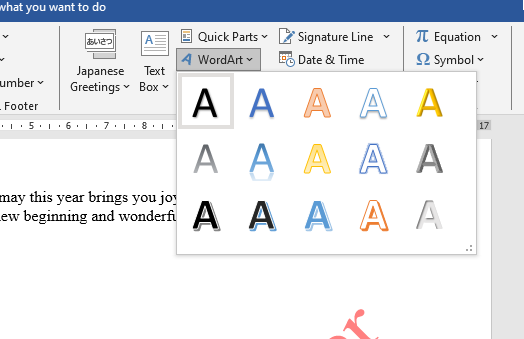 what you want to do
Quick Parts
Signature Line
Equation
WordArt
Date & Time
Symbol
umber
Footer
あいさつ
Japanese
Greetings
Text
Box
A A A A A
A A A A A
A A A A A
5 6 7 8 17
may this year brings you joy
new beginning and wonderfu
or